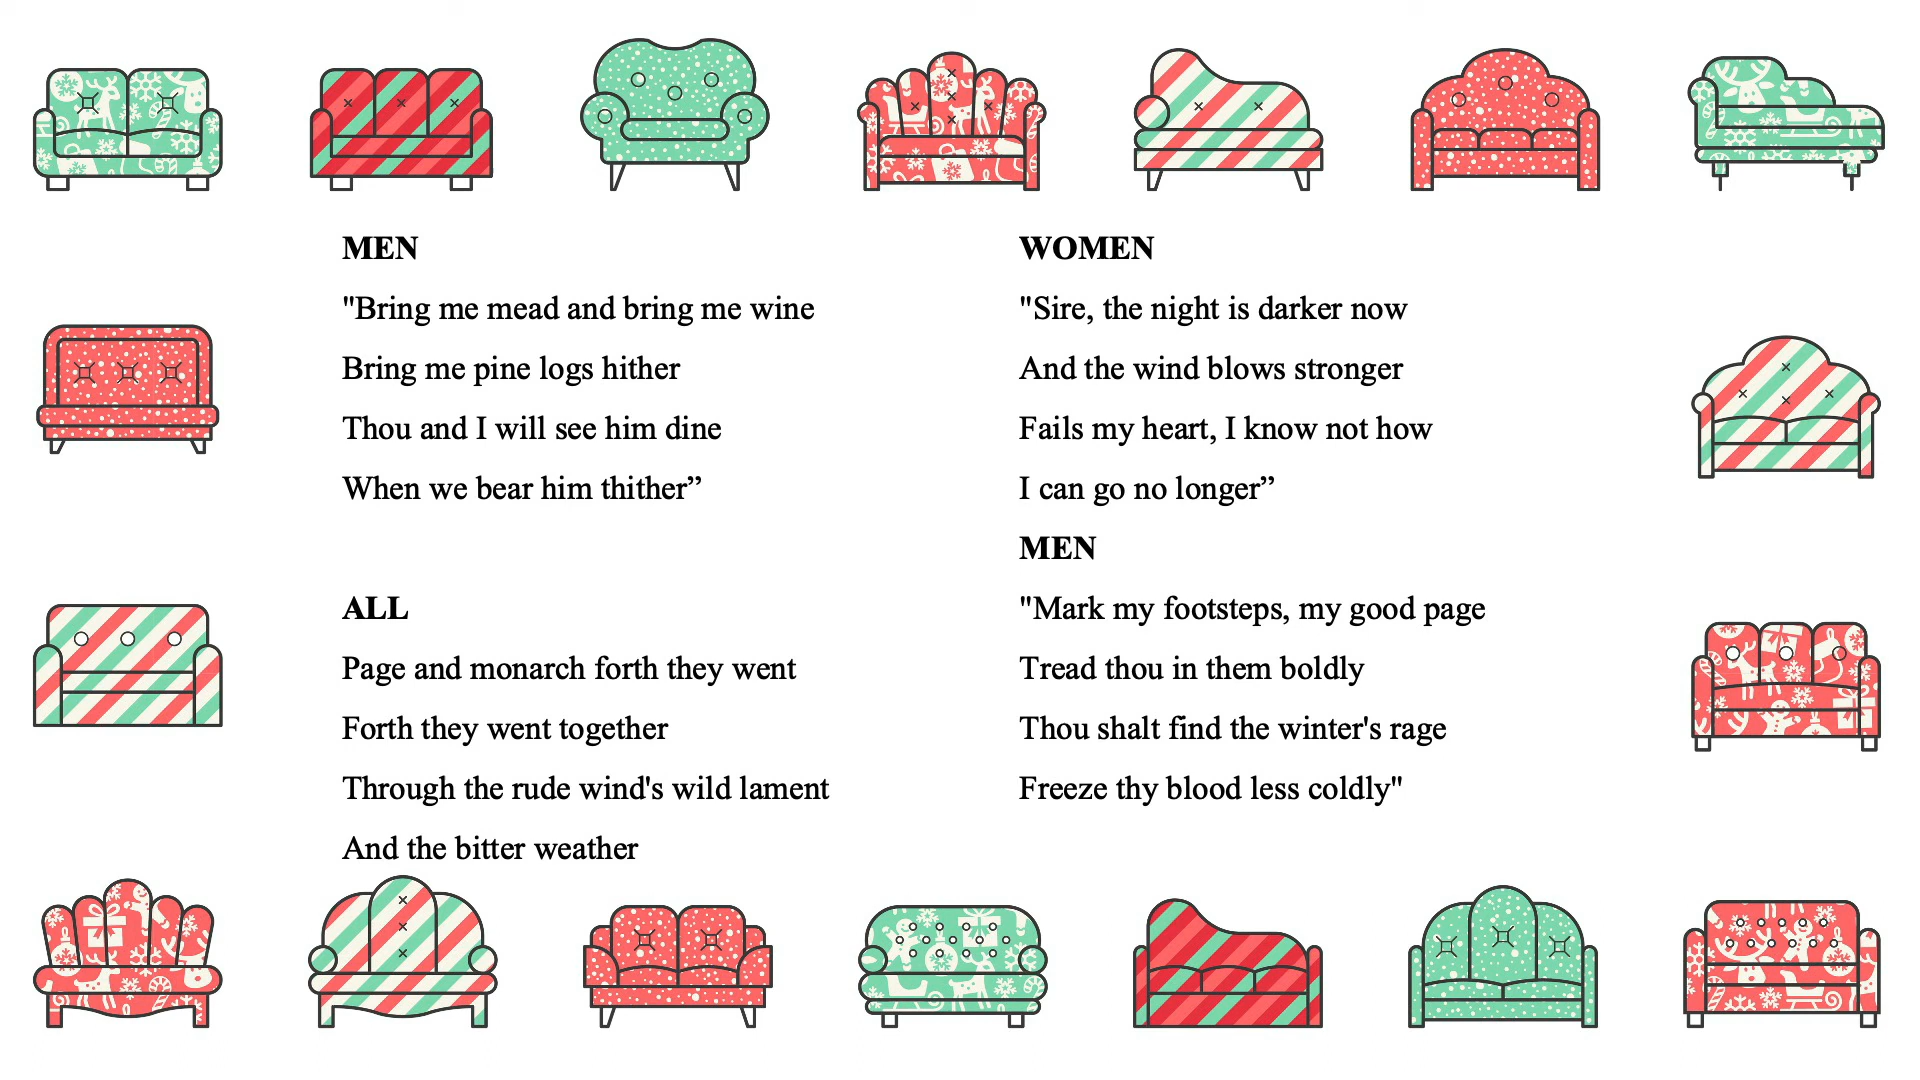 MEN
"Bring me mead and bring me wine
Bring me pine logs hither
Thou and I will see him dine
When we bear him thither”
ALL
Page and monarch forth they went
Forth they went together
Through the rude wind's wild lament
And the bitter weather
WOMEN
"Sire, the night is darker now
And the wind blows stronger
Fails my heart, I know not how
I can go no longer”
MEN
"Mark my footsteps, my good page
Tread thou in them boldly
Thou shalt find the winter's rage
Freeze thy blood less coldly"